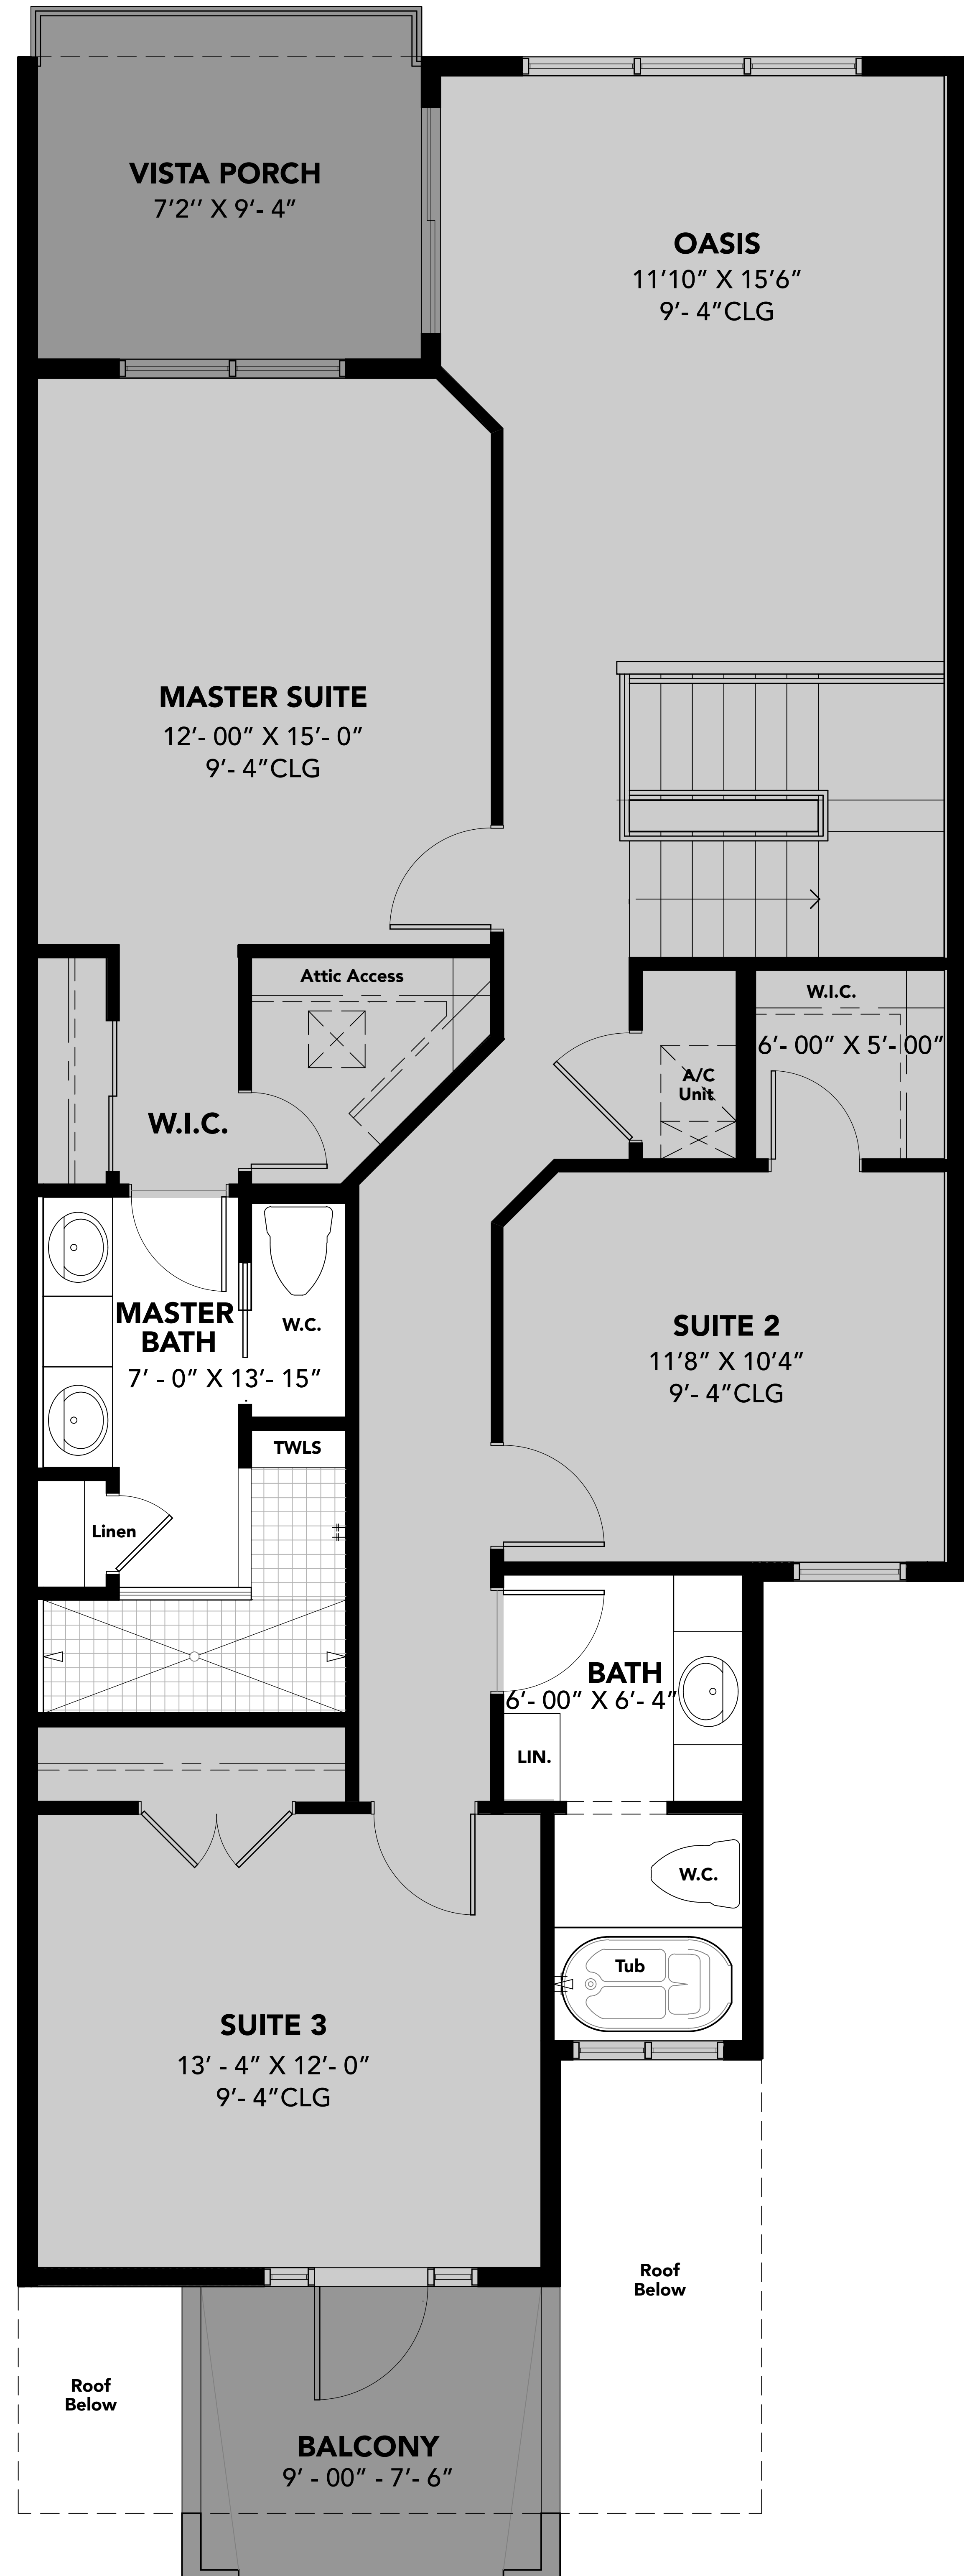 VISTA PORCH
7'2'' X 9'- 4"
OASIS
11'10" X 15'6"
9'- 4"CLG
MASTER SUITE
12'- 00" X 15'- 0"
9'- 4"CLG
Attic Access
W.I.C.
6'- 00" X 5'- 00"
A/C
Unit
W.I.C.
MASTER
BATH
7' - 0" X 13'- 15"
W.C.
SUITE 2
11'8" X 10'4"
9'- 4"CLG
TWLS
Linen
BATH
6'- 00" X 6'- 4"
LIN.
W.C.
Tub
SUITE 3
13' - 4" X 12'- 0"
9'- 4"CLG
Roof
Below
Roof
Below
BALCONY
9' - 00" - 7'- 6"